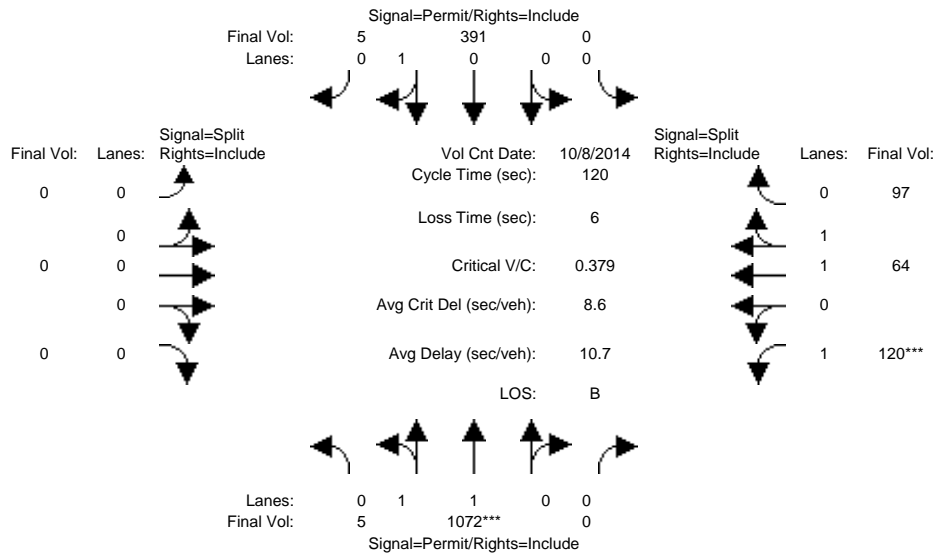 Signal=Permit/Rights=Include
Final Vol: 5 391 0
Lanes: 0 1 0 0 0
Signal=Split
Final Vol: Lanes: Rights=Include
Vol Cnt Date: 10/8/2014
Signal=Split
Rights=Include Lanes: Final Vol:
Cycle Time (sec): 120
0 0
0 97
Loss Time (sec): 6
0
1
0 0
Critical V/C: 0.379
1 64
0
Avg Crit Del (sec/veh): 8.6
0
0 0
Avg Delay (sec/veh): 10.7
1 120***
LOS: B
Lanes: 0 1 1 0 0
Final Vol: 5 1072*** 0
Signal=Permit/Rights=Include